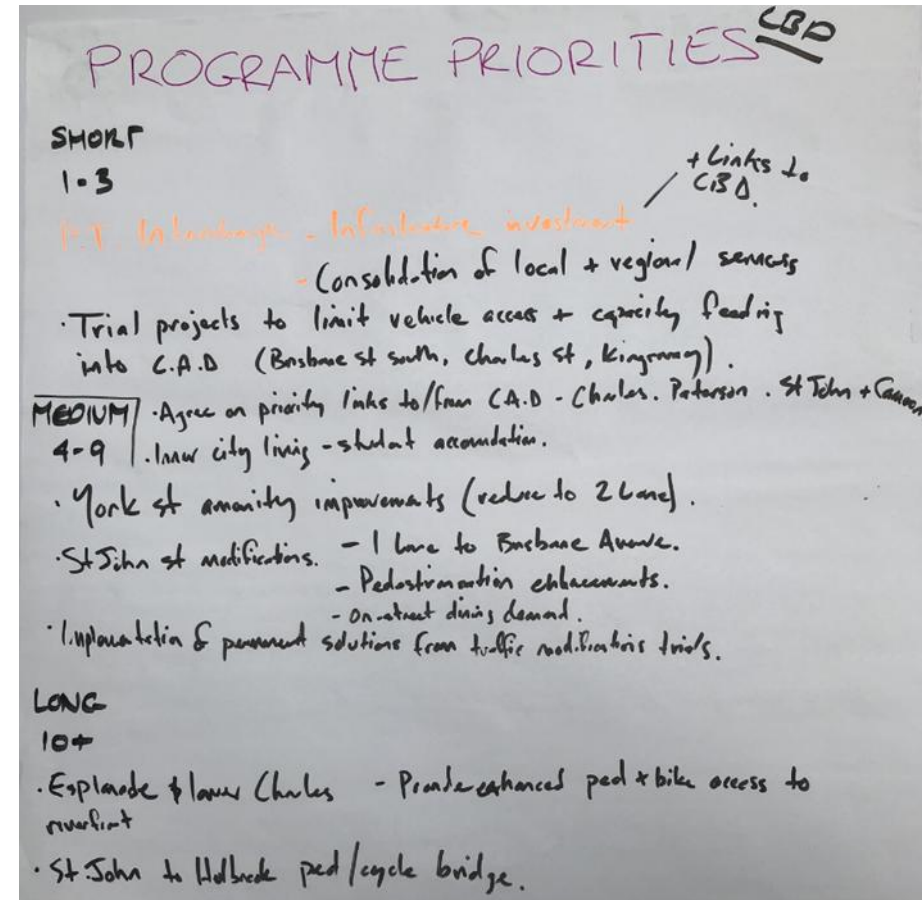 PROGRAMME PRIORITIES CBD
SHORT
1-3
+ Links to
CBD.
P.T. Interchange - Infrastructure investment
- Consolidation of local + regional services
· Trial projects to limit vehicle access + capacity feeding
into C.A.D (Brisbane st south, Charles st, Kingsway).
MEDIUM
· Agree on priority links to/from C.A.D - Charles. Paterson. St John + Cameron
4-9
· Inner city living - student accomodation.
· York st amenity improvements (reduce to 2 Lane).
· St John st modifications. - 1 lane to Brisbane Avenue.
- enhancements.
- On-street dining demand.
· Implementation of permanent solutions from traffic modifications trials.
LONG
10+
· Esplanade & lower Charles - Provide enhanced ped + bike access to
riverfront
· St John to Holbrook ped/cycle bridge.